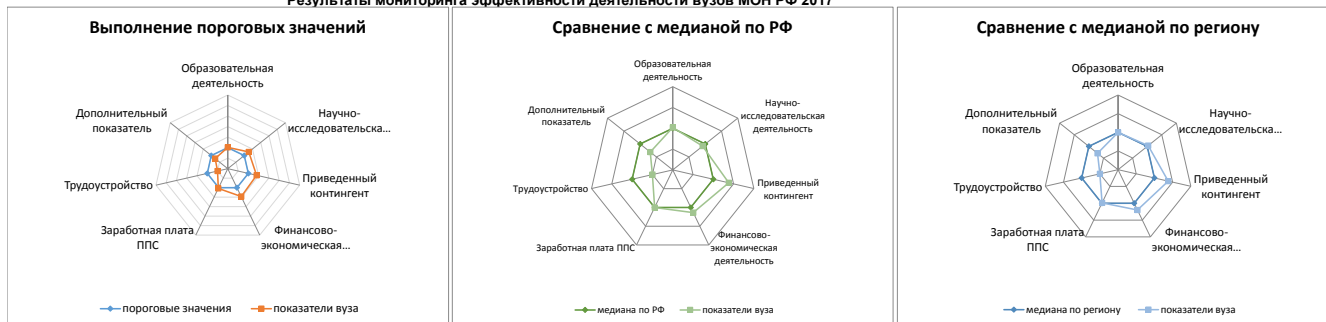 Результаты мониторинга эффективности деятельности вузов МОН РФ 2017
Выполнение пороговых значений
Образовательная
деятельность
Научно-
исследовательска...
Приведенный
контингент
Финансово-
экономическая...
Заработная плата
ППС
Трудоустройство
Дополнительный
показатель
пороговые значения
показатели вуза
Сравнение с медианой по РФ
Образовательная
деятельность
Научно-
исследовательская
деятельность
Приведенный
контингент
Финансово-
экономическая
деятельность
Заработная плата ППС
Трудоустройство
Дополнительный
показатель
медиана по РФ
показатели вуза
Сравнение с медианой по региону
Образовательная
деятельность
Научно-
исследовательска...
Приведенный
контингент
Финансово-
экономическая...
Заработная плата
ППС
Трудоустройство
Дополнительный
показатель
медиана по региону
показатели вуза